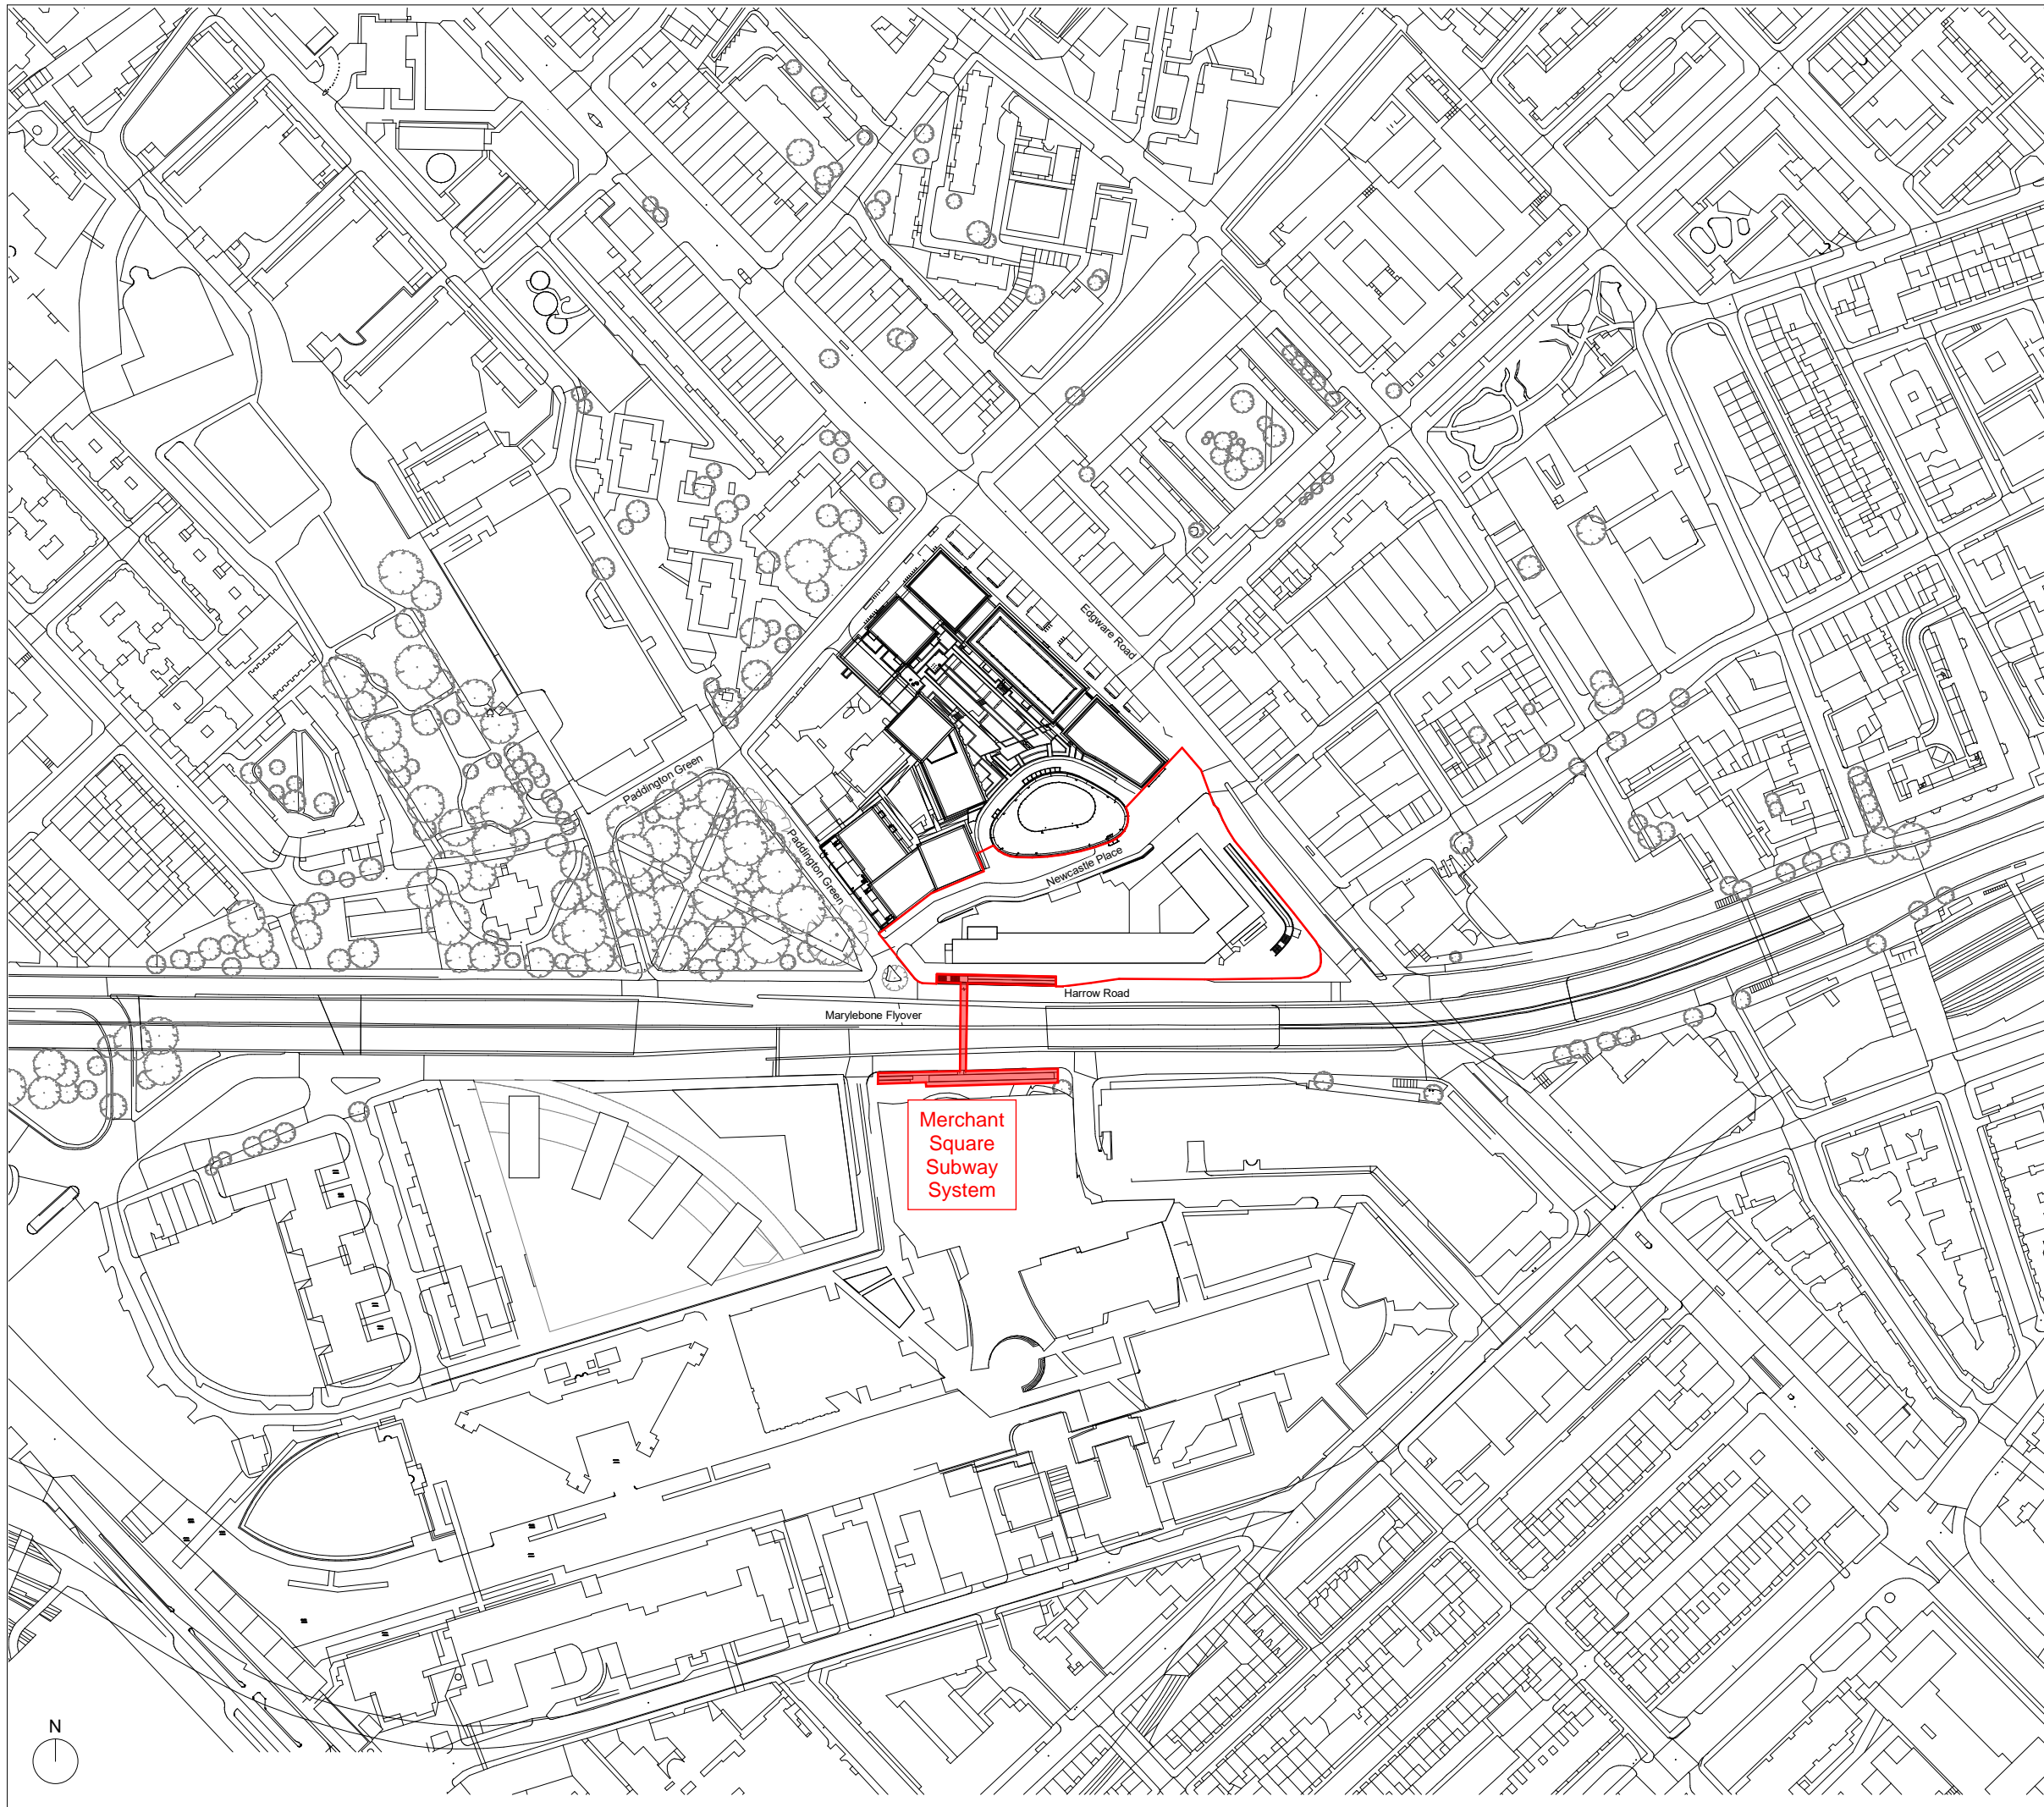 Edgware Road
Paddington Green
Paddington Green
Newcastle Place
Harrow Road
Marylebone Flyover
Merchant
Square
Subway
System
N